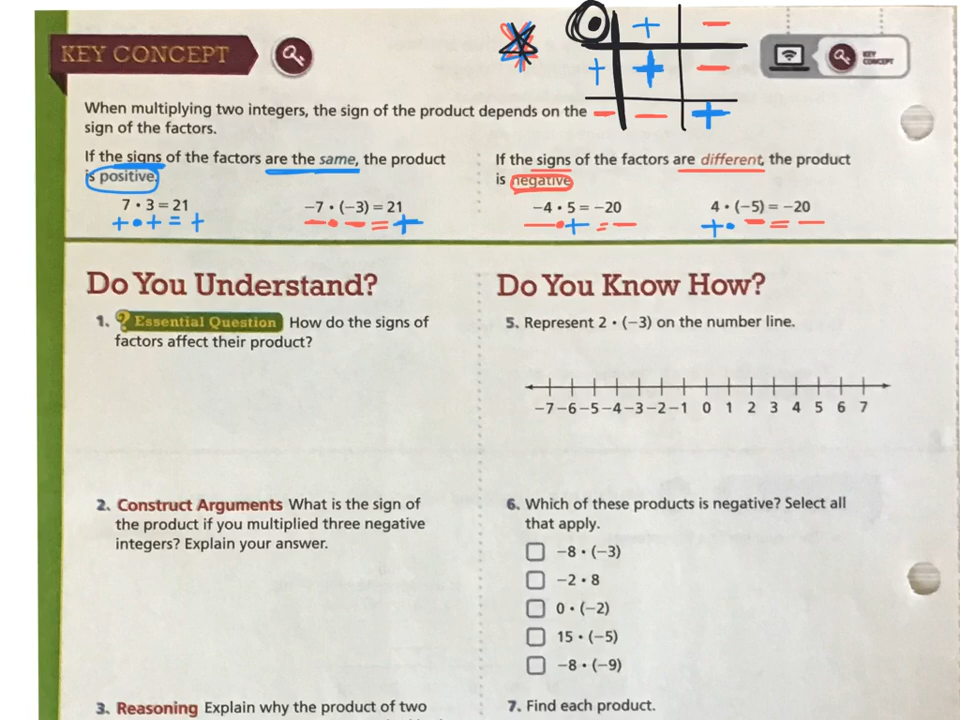 + −
KEY CONCEPT
KEY CONCEPT
+ + −
− − +
When multiplying two integers, the sign of the product depends on the
sign of the factors.
If the signs of the factors are the same, the product
is positive.
7 • 3 = 21
−7 • (−3) = 21
+ • + = +
− • − = +
If the signs of the factors are different, the product
is negative.
−4 • 5 = −20
4 • (−5) = −20
− • + = −
+ • − = −
Do You Understand?
1. ? Essential Question How do the signs of
factors affect their product?
2. Construct Arguments What is the sign of
the product if you multiplied three negative
integers? Explain your answer.
3. Reasoning Explain why the product of two
Do You Know How?
5. Represent 2 • (−3) on the number line.
−7 −6 −5 −4 −3 −2 −1 0 1 2 3 4 5 6 7
6. Which of these products is negative? Select all
that apply.
−8 • (−3)
−2 • 8
0 • (−2)
15 • (−5)
−8 • (−9)
7. Find each product.